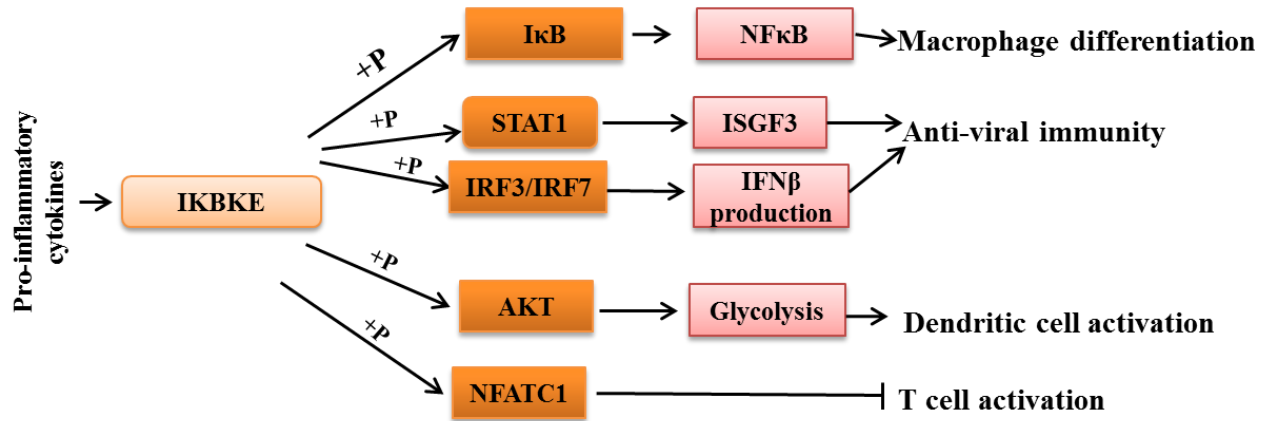 Pro-inflammatory
cytokines
IKBKE
+P
IκB
NFκB
Macrophage differentiation
+P
STAT1
ISGF3
Anti-viral immunity
+P
IRF3/IRF7
IFNβ
production
+P
AKT
Glycolysis
Dendritic cell activation
+P
NFATC1
T cell activation